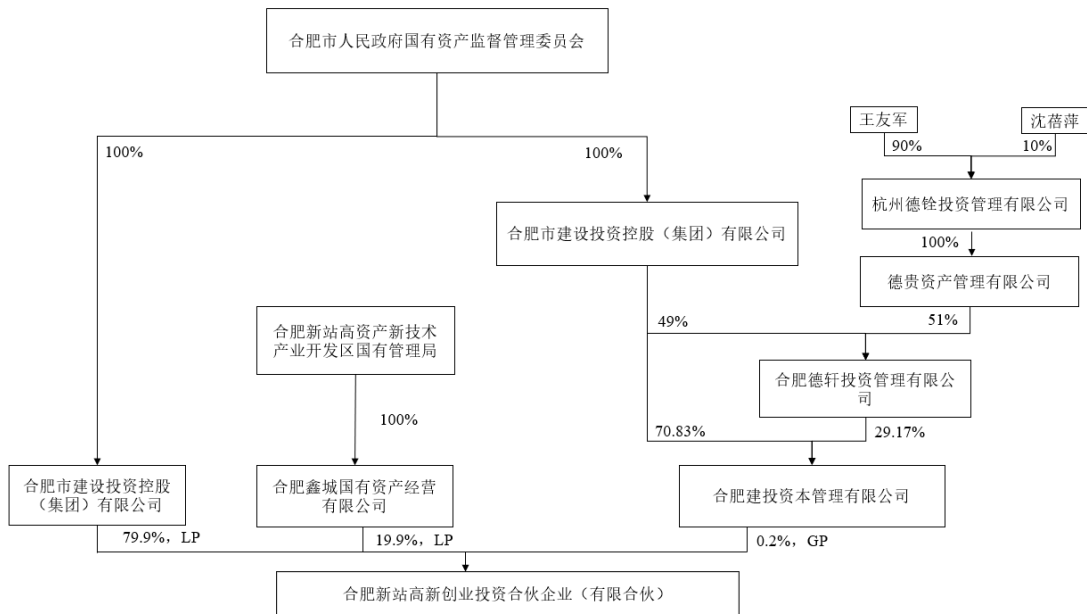 合肥市人民政府国有资产监督管理委员会
王友军
沈蓓萍
100%
100%
90%
10%
杭州德铨投资管理有限公司
合肥市建设投资控股（集团）有限公司
100%
德贵资产管理有限公司
合肥新站高资产新技术
产业开发区国有管理局
49%
51%
合肥德轩投资管理有限公
司
100%
70.83%
29.17%
合肥市建设投资控股
（集团）有限公司
合肥鑫城国有资产经营
有限公司
合肥建投资本管理有限公司
79.9%，LP
19.9%，LP
0.2%，GP
合肥新站高新创业投资合伙企业（有限合伙）